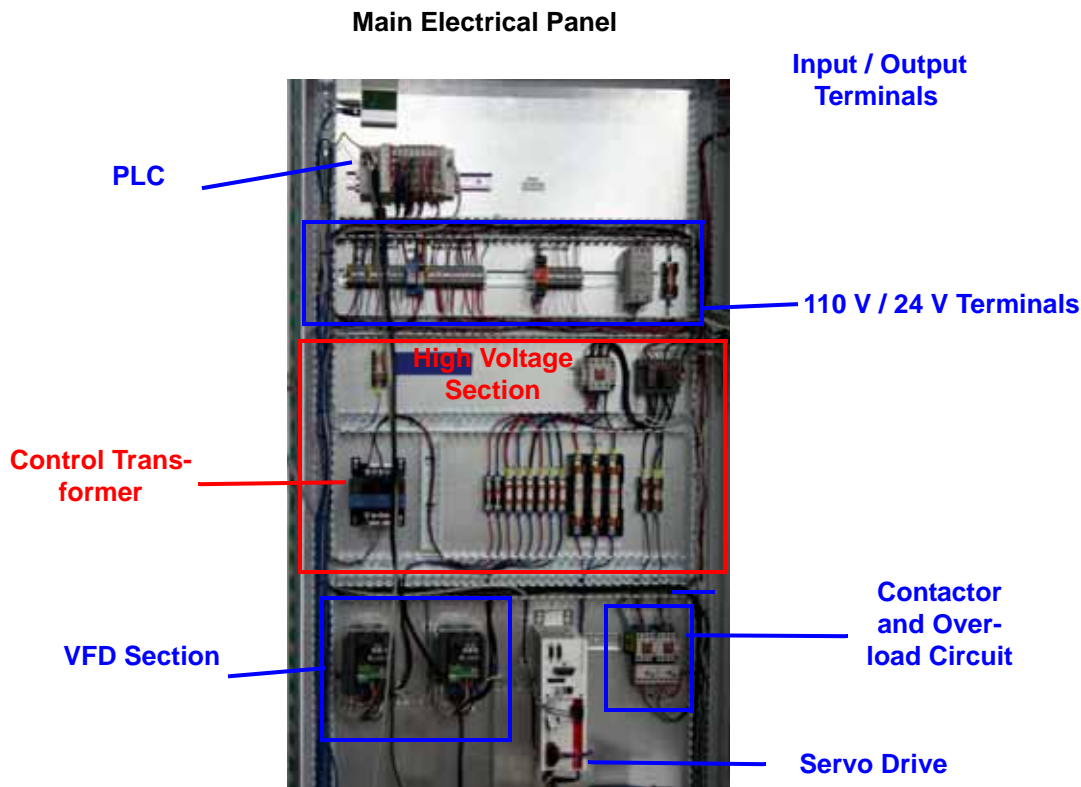 Main Electrical Panel
Input / Output
Terminals
PLC
110 V / 24 V Terminals
High Voltage
Section
Control Trans-
former
Contactor
and Over-
load Circuit
VFD Section
Servo Drive